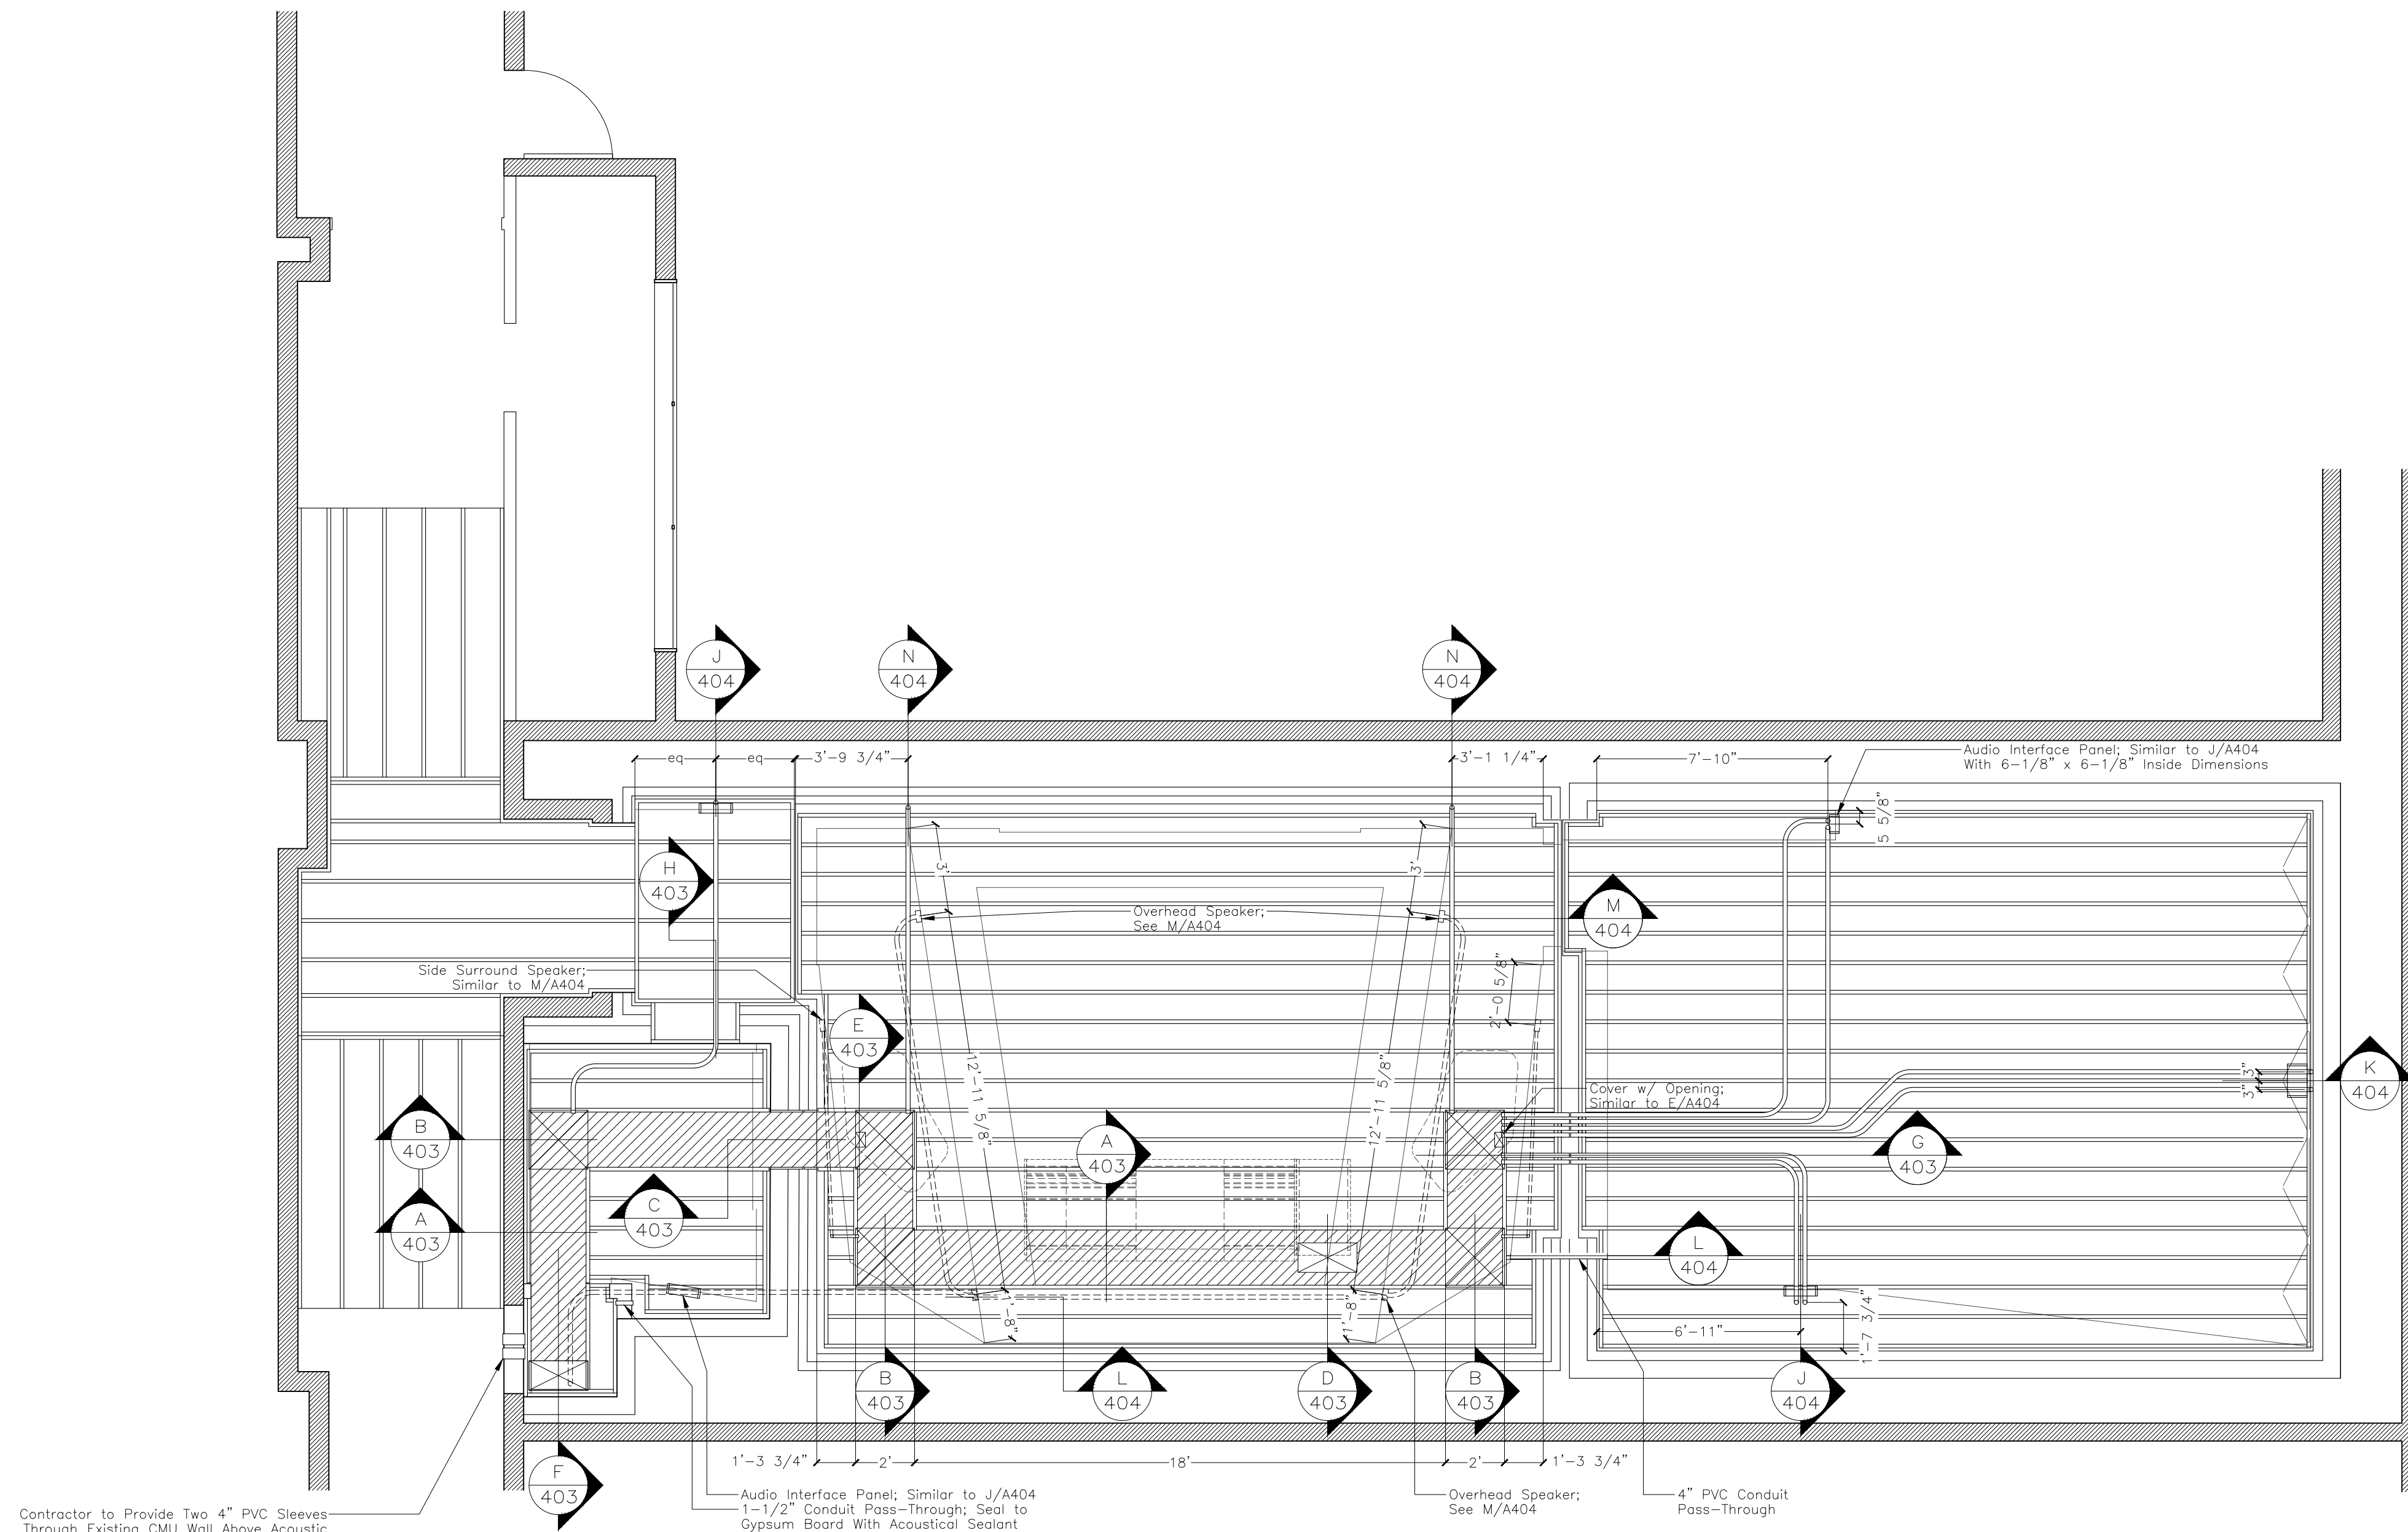 J
404
N
404
N
404
eq
eq
3'-9 3/4"
3'-1 1/4"
7'-10"
Audio Interface Panel; Similar to J/A404
With 6-1/8" x 6-1/8" Inside Dimensions
5 5/8"
H
403
3'
3'
M
404
Overhead Speaker;
See M/A404
Side Surround Speaker;
Similar to M/A404
2'-0 5/8"
E
403
12'-11 5/8"
12'-11 5/8"
3"
3"
K
404
Cover w/ Opening;
Similar to E/A404
B
403
A
403
G
403
C
403
A
403
L
404
1'-8"
1'-8"
6'-11"
1'-7 3/4"
B
403
L
404
D
403
B
403
J
404
1'-3 3/4"
2'
18'
2'
1'-3 3/4"
F
403
Audio Interface Panel; Similar to J/A404
1-1/2" Conduit Pass-Through; Seal to
Gypsum Board With Acoustical Sealant
Overhead Speaker;
See M/A404
4" PVC Conduit
Pass-Through
Contractor to Provide Two 4" PVC Sleeves
Through Existing CMU Wall Above Acoustic